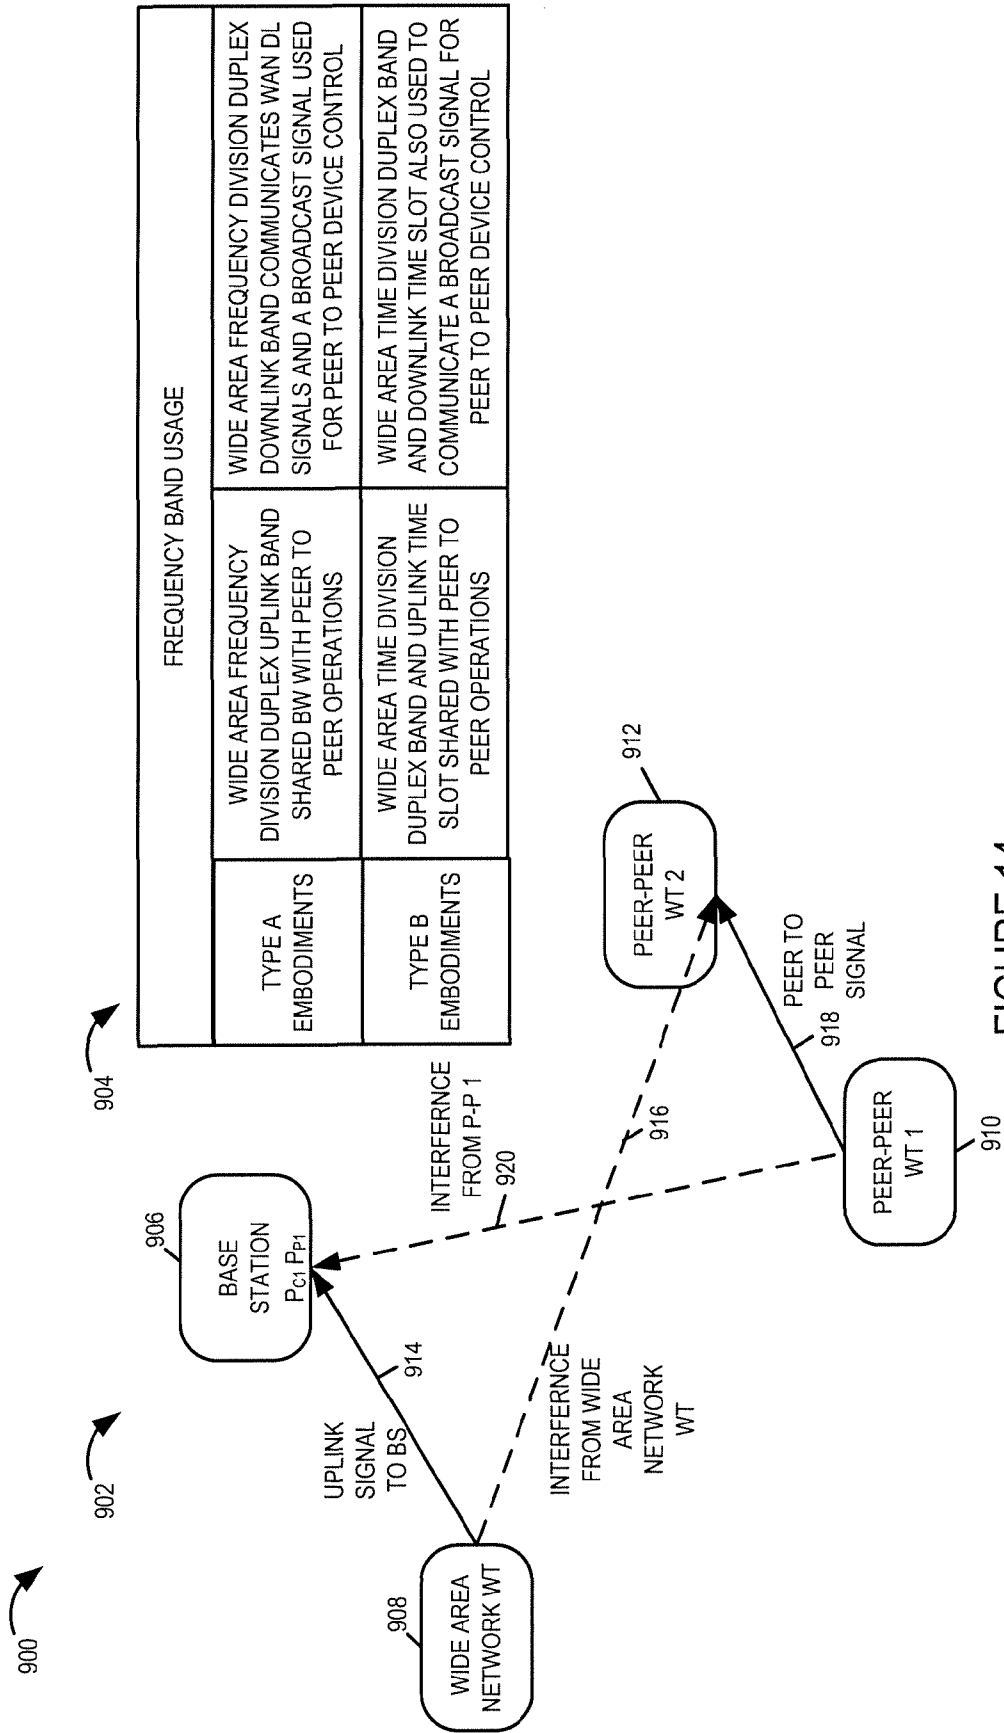 900
902
904
FREQUENCY BAND USAGE
TYPE A
EMBODIMENTS
WIDE AREA FREQUENCY
DIVISION DUPLEX UPLINK BAND
SHARED BW WITH PEER TO
PEER OPERATIONS
WIDE AREA FREQUENCY DIVISION DUPLEX
DOWNLINK BAND COMMUNICATES WAN DL
SIGNALS AND A BROADCAST SIGNAL USED
FOR PEER TO PEER DEVICE CONTROL
TYPE B
EMBODIMENTS
WIDE AREA TIME DIVISION
DUPLEX BAND AND UPLINK TIME
SLOT SHARED WITH PEER TO
PEER OPERATIONS
WIDE AREA TIME DIVISION DUPLEX BAND
AND DOWNLINK TIME SLOT ALSO USED TO
COMMUNICATE A BROADCAST SIGNAL FOR
PEER TO PEER DEVICE CONTROL
906
BASE
STATION
PC1 PP1
908
WIDE AREA
NETWORK WT
UPLINK
SIGNAL
TO BS
914
INTERFERNCE
FROM P-P 1
920
INTERFERNCE
FROM WIDE
AREA
NETWORK
WT
916
912
PEER-PEER
WT 2
PEER TO
PEER
SIGNAL
918
PEER-PEER
WT 1
910
FIGURE